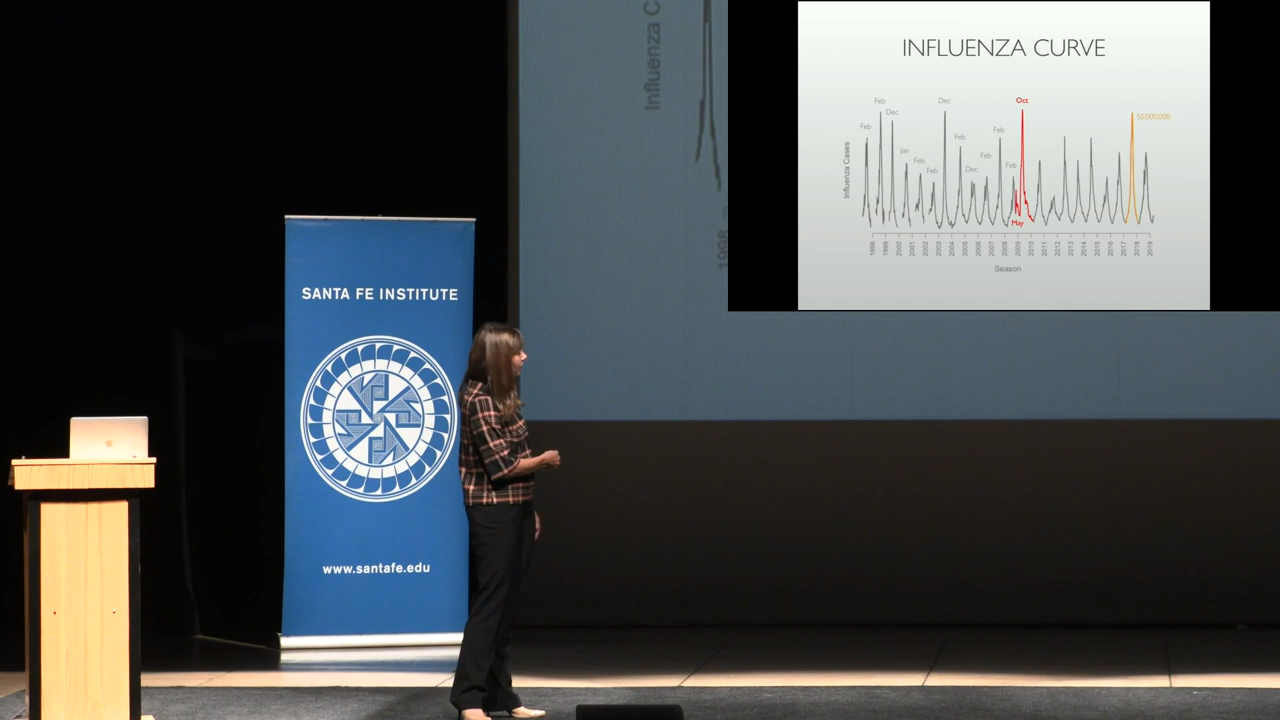 Influenza C
1998
SANTA FE INSTITUTE
www.santafe.edu
INFLUENZA CURVE
Feb
Feb
Dec
Jan
Feb
Feb
Dec
Feb
Dec
Feb
Feb
Feb
Oct
May
50,000,000
Influenza Cases
1998
1999
2000
2001
2002
2003
2004
2005
2006
2007
2008
2009
2010
2011
2012
2013
2014
2015
2016
2017
2018
2019
Season